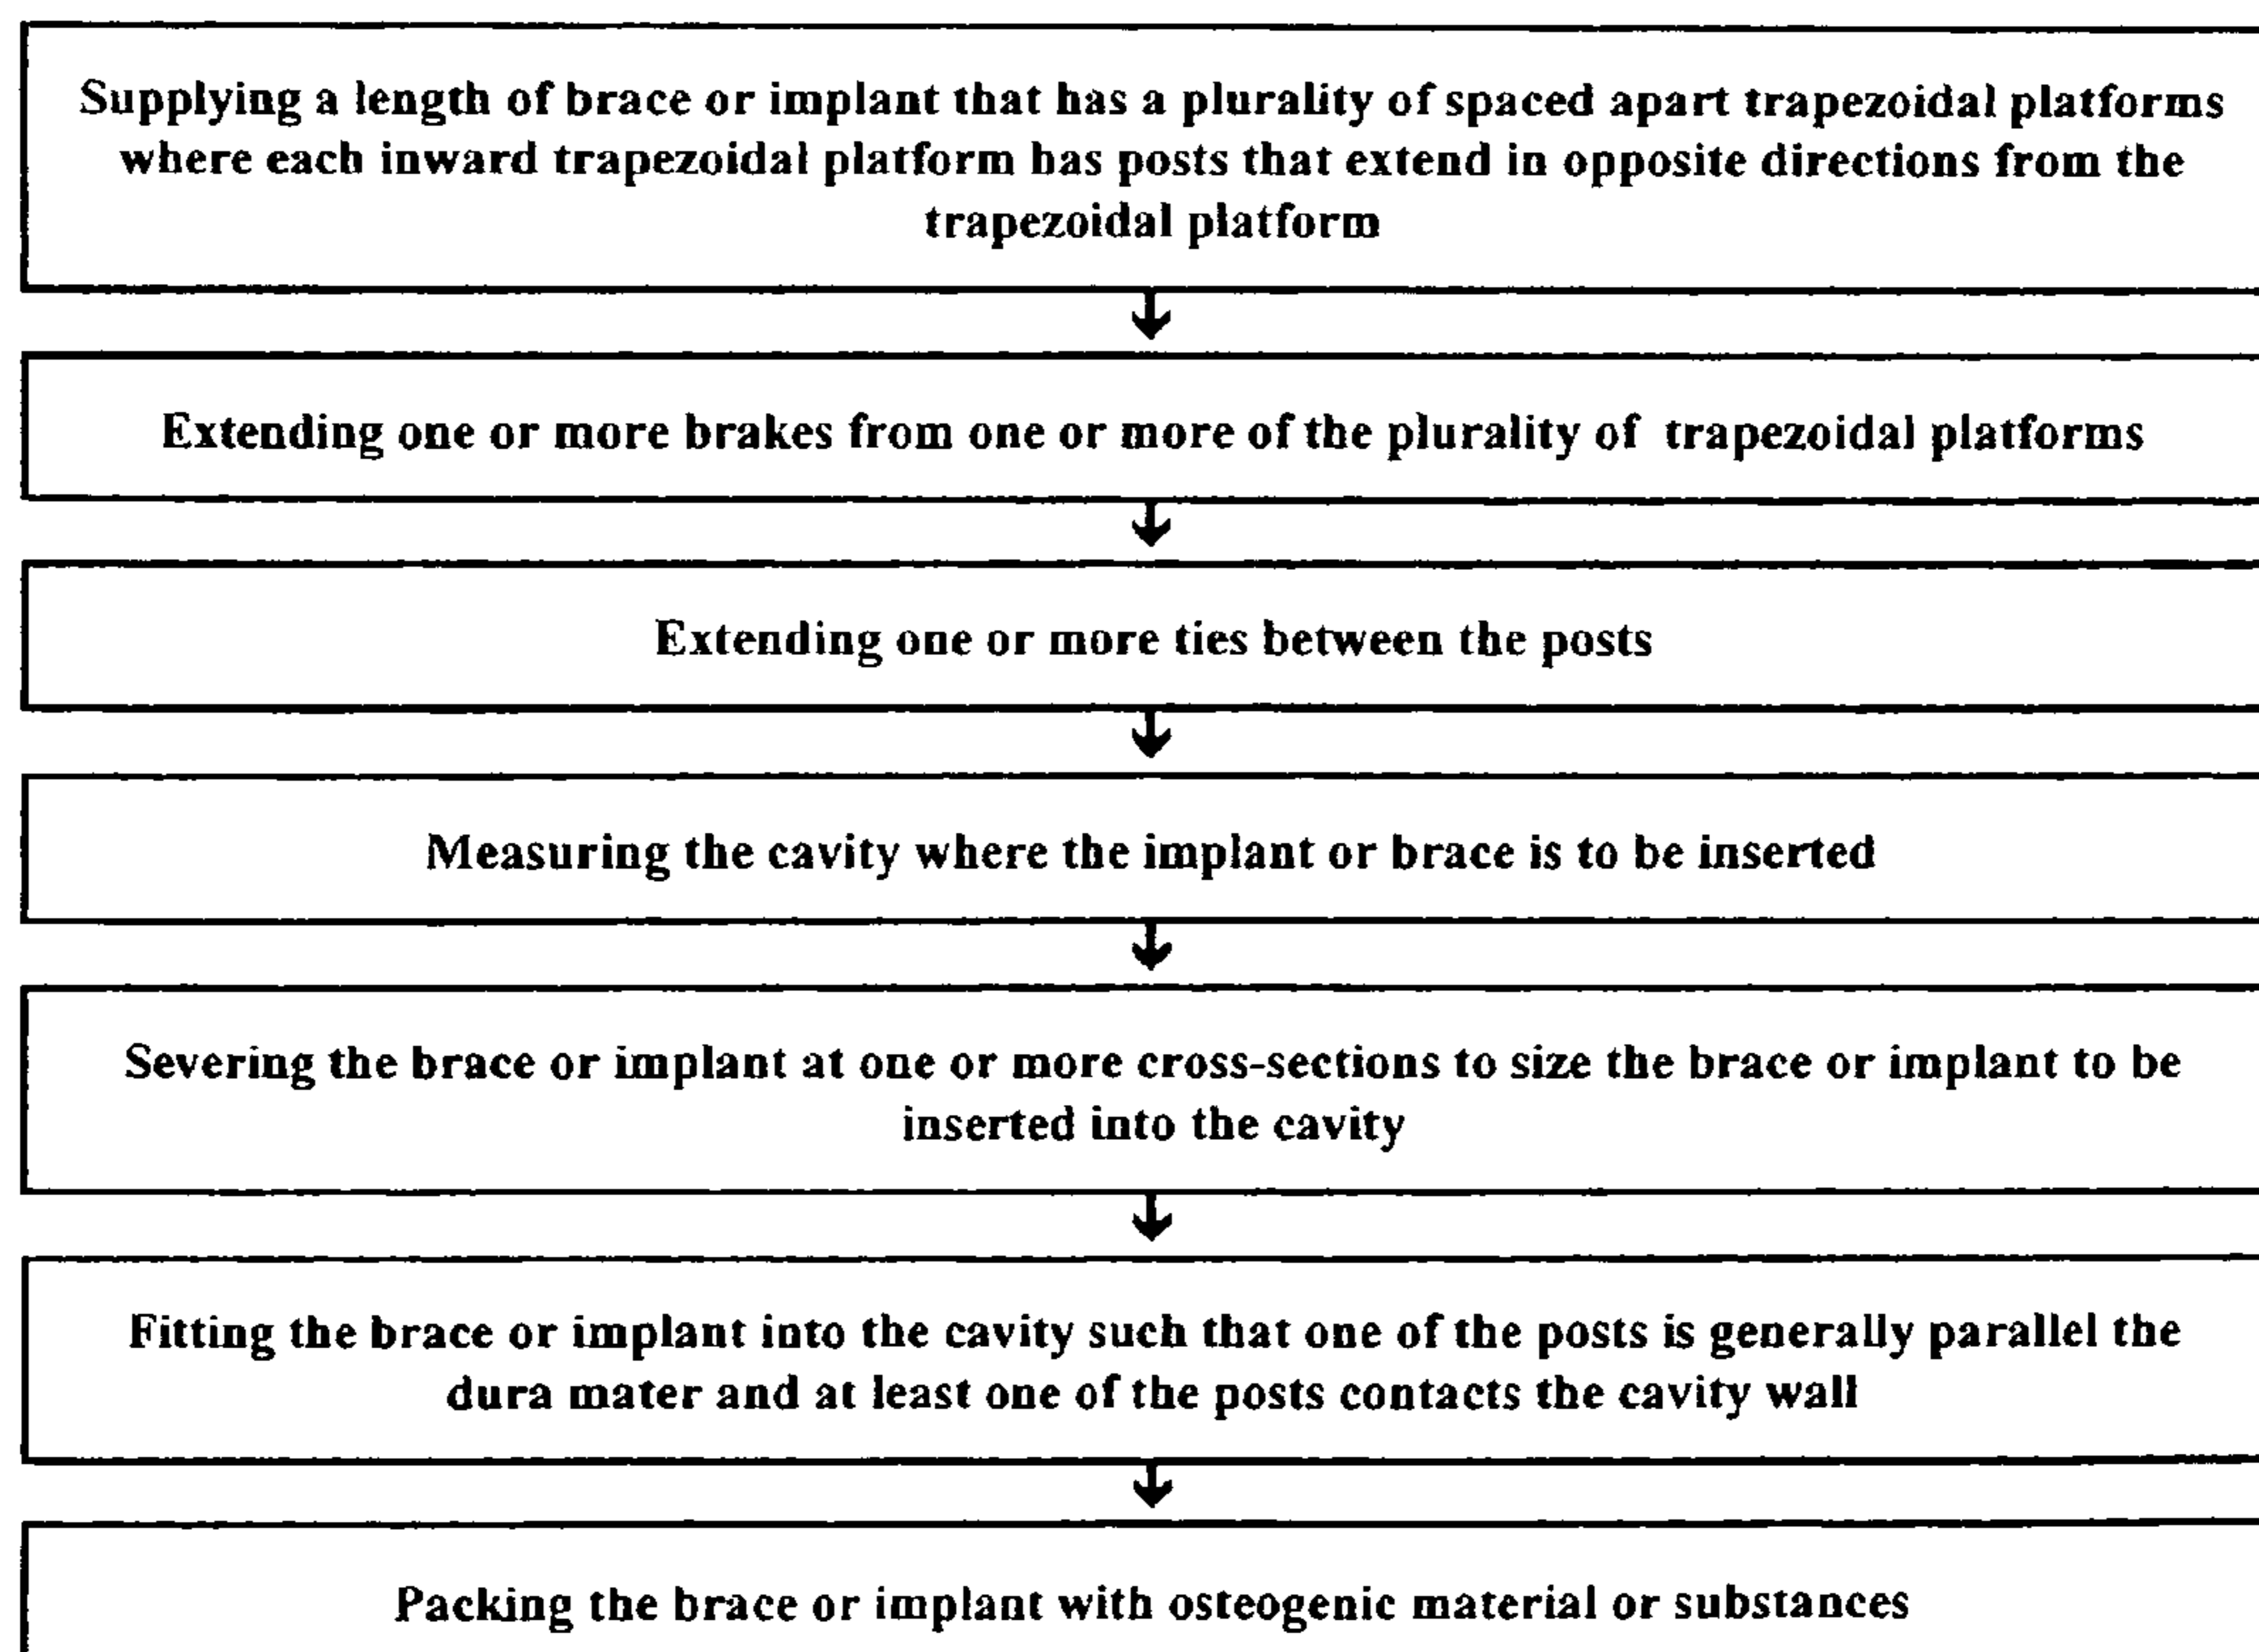 Supplying a length of brace or implant that has a plurality of spaced apart trapezoidal platforms
where each inward trapezoidal platform has posts that extend in opposite directions from the
trapezoidal platform
Extending one or more brakes from one or more of the plurality of trapezoidal platforms
Extending one or more ties between the posts
Measuring the cavity where the implant or brace is to be inserted
Severing the brace or implant at one or more cross-sections to size the brace or implant to be
inserted into the cavity
Fitting the brace or implant into the cavity such that one of the posts is generally parallel the
dura mater and at least one of the posts contacts the cavity wall
Packing the brace or implant with osteogenic material or substances